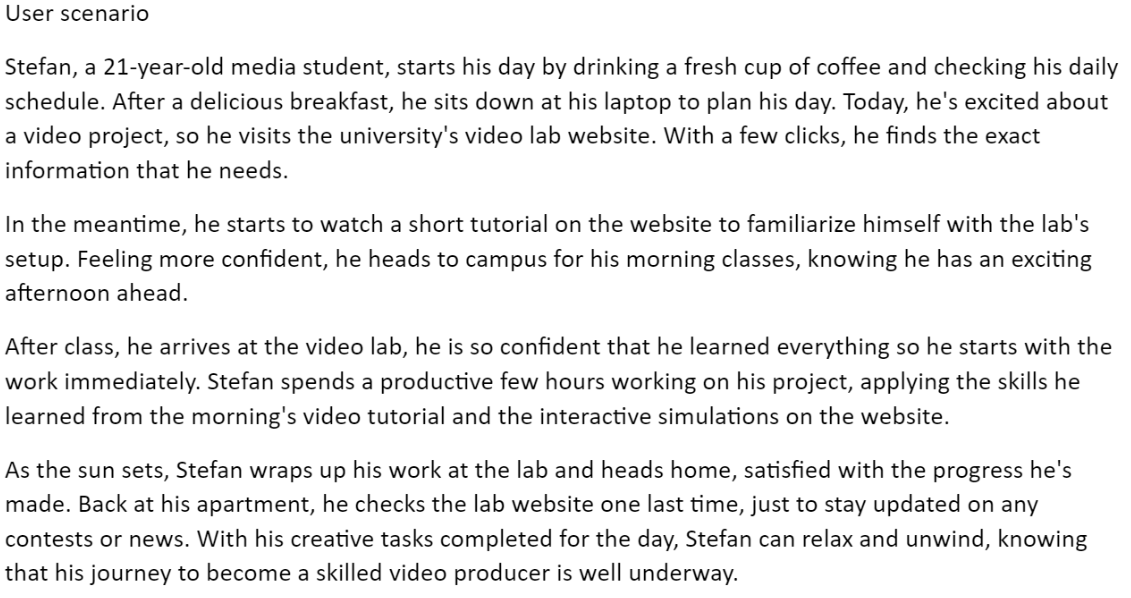 User scenario
Stefan, a 21-year-old media student, starts his day by drinking a fresh cup of coffee and checking his daily
schedule. After a delicious breakfast, he sits down at his laptop to plan his day. Today, he's excited about
a video project, so he visits the university's video lab website. With a few clicks, he finds the exact
information that he needs.
In the meantime, he starts to watch a short tutorial on the website to familiarize himself with the lab's
setup. Feeling more confident, he heads to campus for his morning classes, knowing he has an exciting
afternoon ahead.
After class, he arrives at the video lab, he is so confident that he learned everything so he starts with the
work immediately. Stefan spends a productive few hours working on his project, applying the skills he
learned from the morning's video tutorial and the interactive simulations on the website.
As the sun sets, Stefan wraps up his work at the lab and heads home, satisfied with the progress he's
made. Back at his apartment, he checks the lab website one last time, just to stay updated on any
contests or news. With his creative tasks completed for the day, Stefan can relax and unwind, knowing
that his journey to become a skilled video producer is well underway.